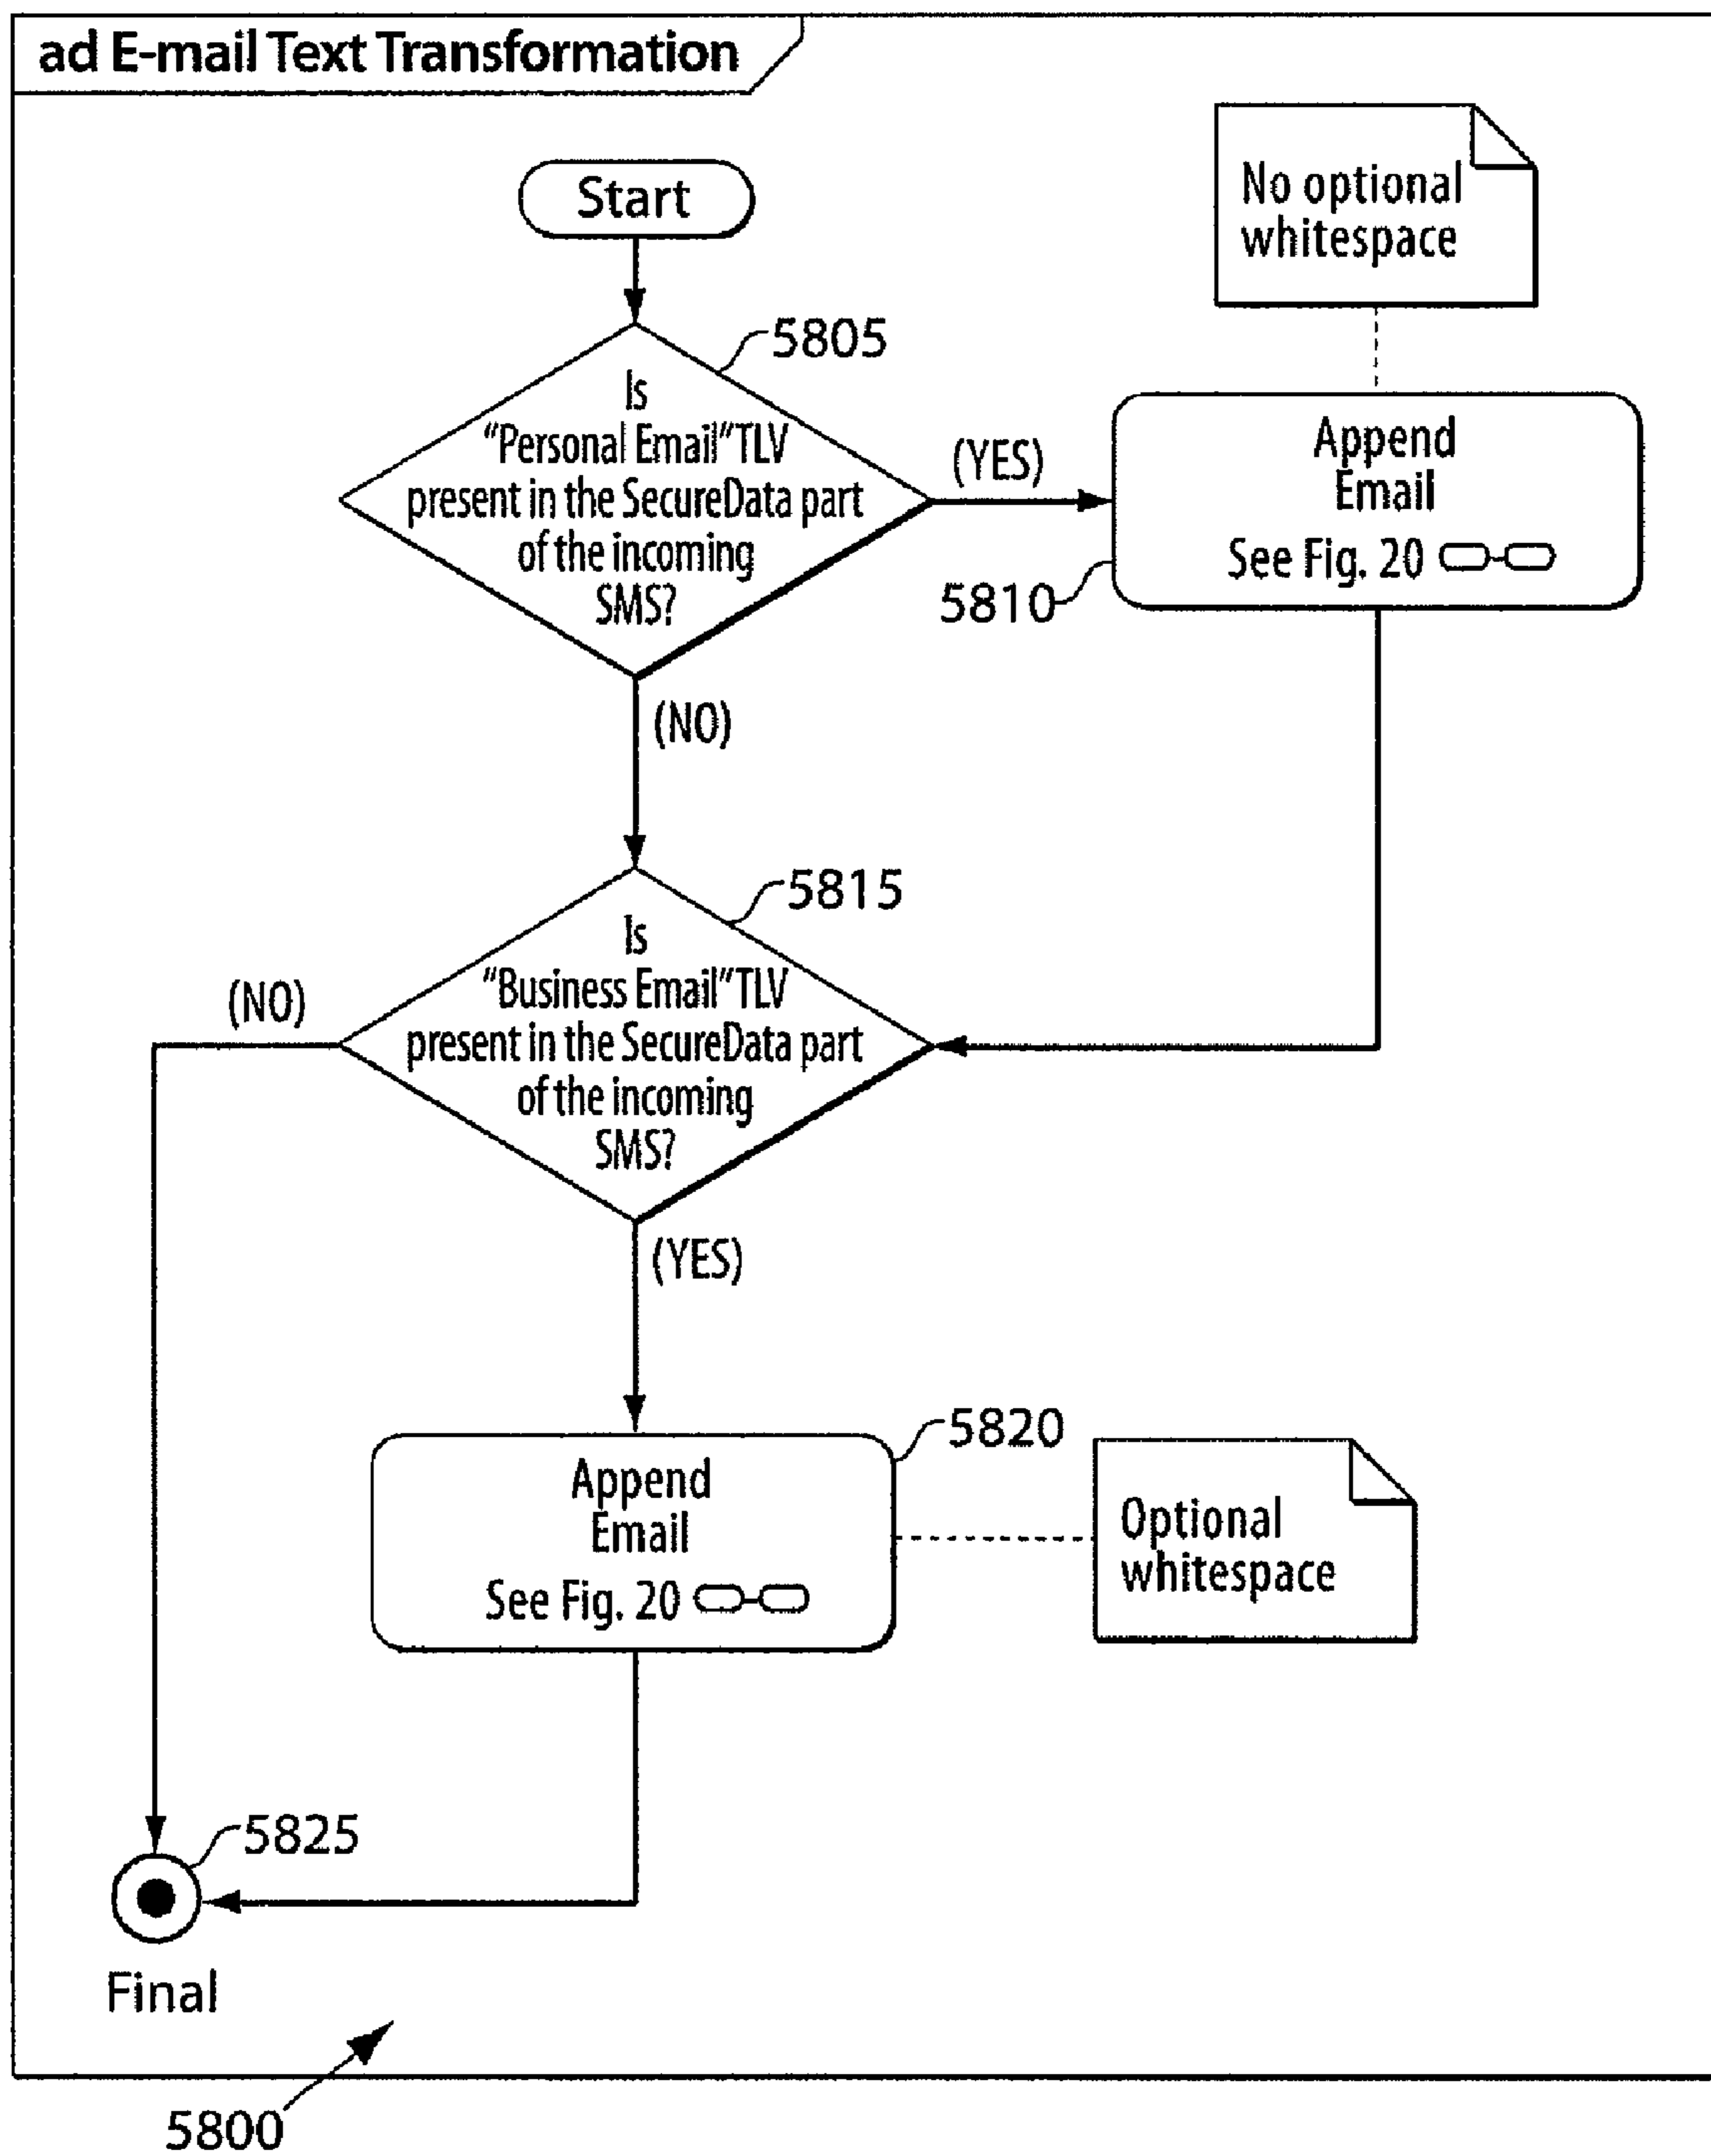 ad E-mail Text Transformation
Start
No optional
whitespace
5805
Is
“Personal Email” TLV
present in the SecureData part
of the incoming
SMS?
(YES)
Append
Email
See Fig. 20
5810
(NO)
5815
Is
“Business Email” TLV
present in the SecureData part
of the incoming
SMS?
(NO)
(YES)
5820
Append
Email
See Fig. 20
Optional
whitespace
5825
Final
5800